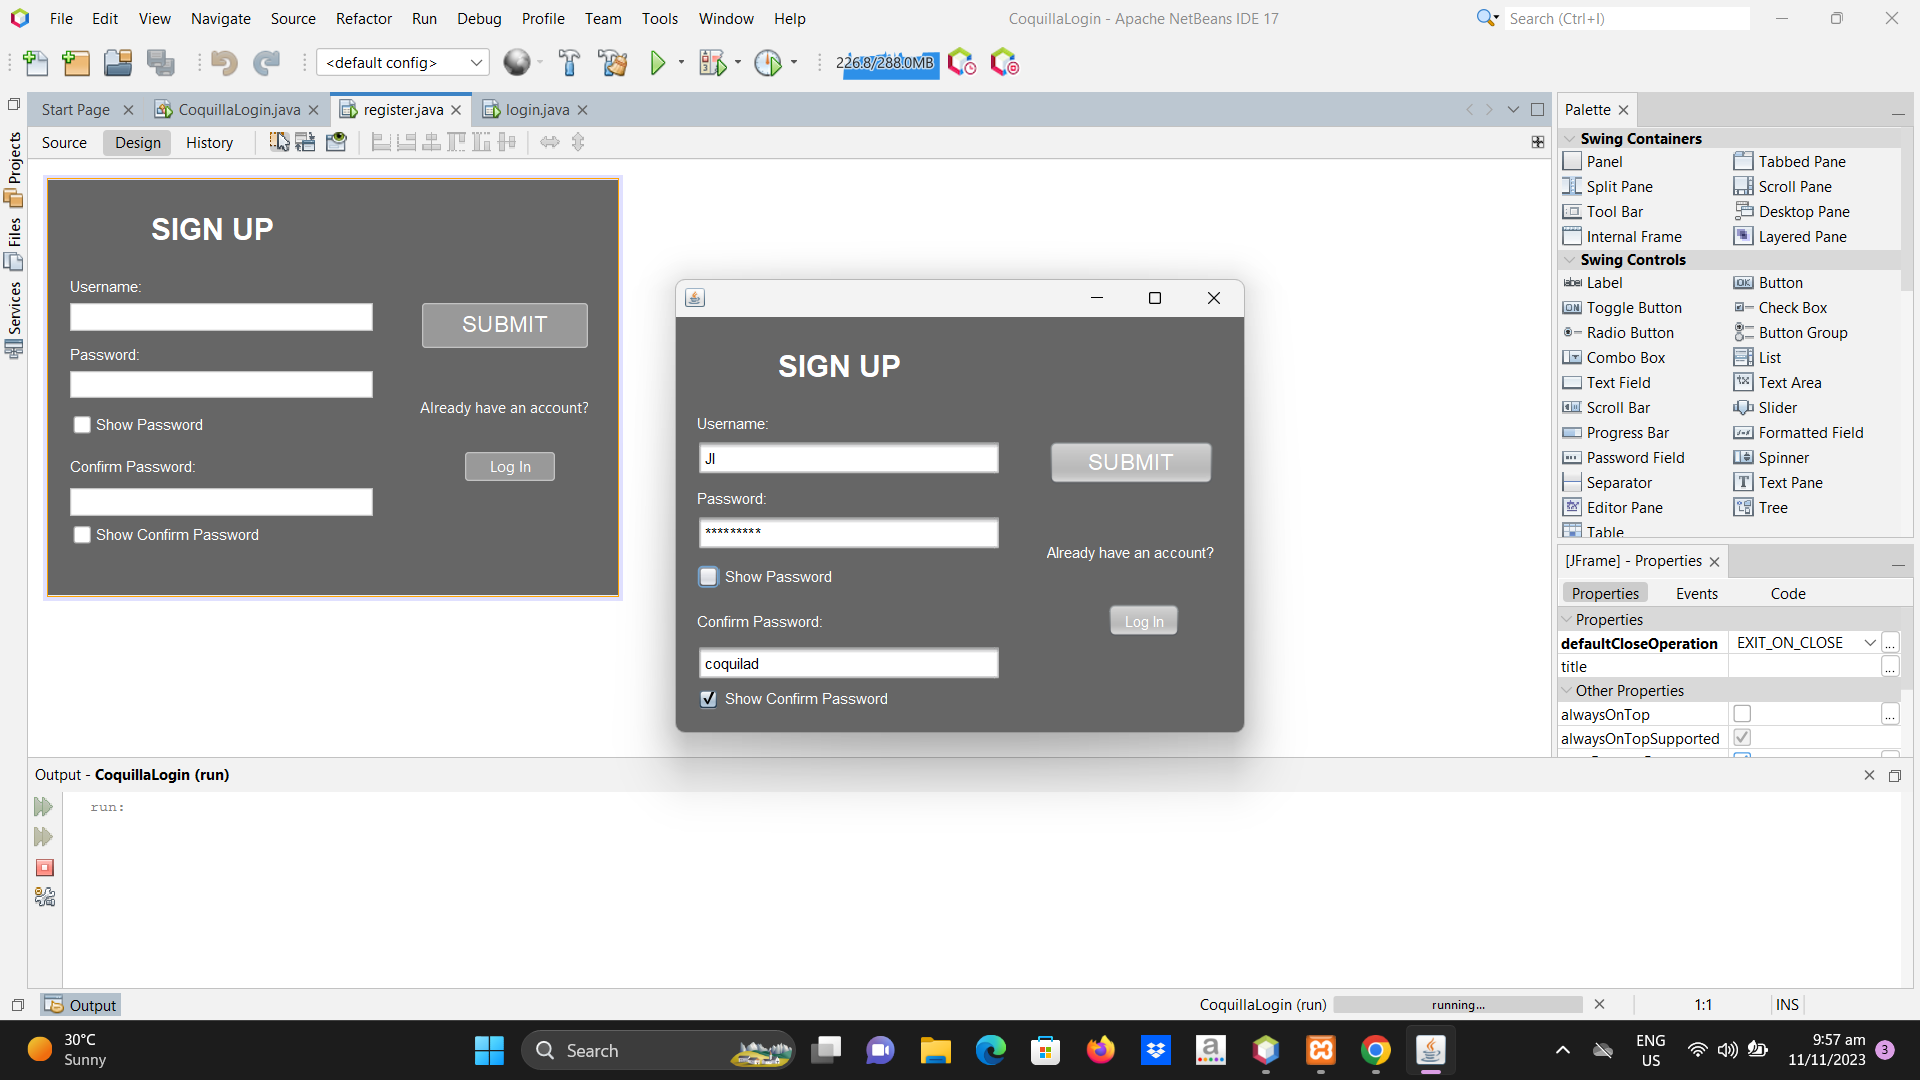 File Edit View Navigate Source Refactor Run Debug Profile Team Tools Window Help
CoquillaLogin - Apache NetBeans IDE 17
Search (Ctrl+I)
<default config>
226.8/288.0MB
Start Page
CoquillaLogin.java
register.java
login.java
Source Design History
Projects
Files
Services
SIGN UP
Username:
SUBMIT
Password:
Already have an account?
Show Password
Confirm Password:
Log In
Show Confirm Password
SIGN UP
Username:
Jl
SUBMIT
Password:
*********
Already have an account?
Show Password
Confirm Password:
Log In
coquilad
Show Confirm Password
Palette
Swing Containers
Panel Tabbed Pane
Split Pane Scroll Pane
Tool Bar Desktop Pane
Internal Frame Layered Pane
Swing Controls
Label Button
Toggle Button Check Box
Radio Button Button Group
Combo Box List
Text Field Text Area
Scroll Bar Slider
Progress Bar Formatted Field
Password Field Spinner
Separator Text Pane
Editor Pane Tree
Table
[JFrame] - Properties
Properties Events Code
Properties
defaultCloseOperation EXIT_ON_CLOSE ...
title ...
Other Properties
alwaysOnTop ...
alwaysOnTopSupported
Output - CoquillaLogin (run)
run:
Output
CoquillaLogin (run) running... 1:1 INS
30°C
Sunny
Search
ENG
US
9:57 am
11/11/2023
3